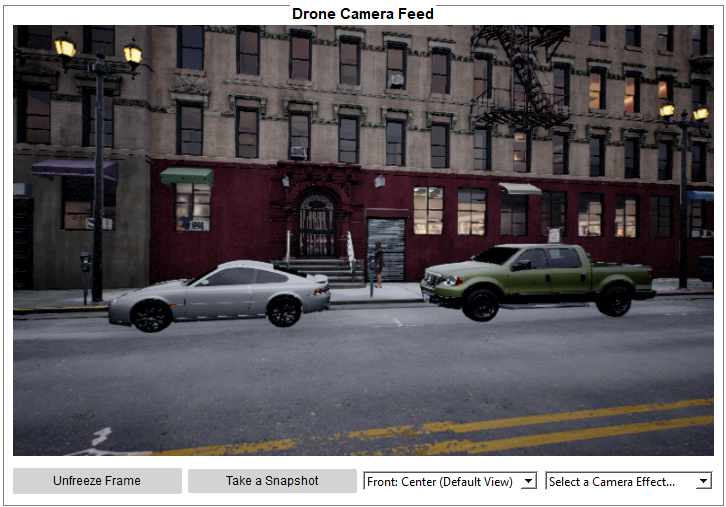 Drone Camera Feed
Unfreeze Frame
Take a Snapshot
Front: Center (Default View)
Select a Camera Effect...